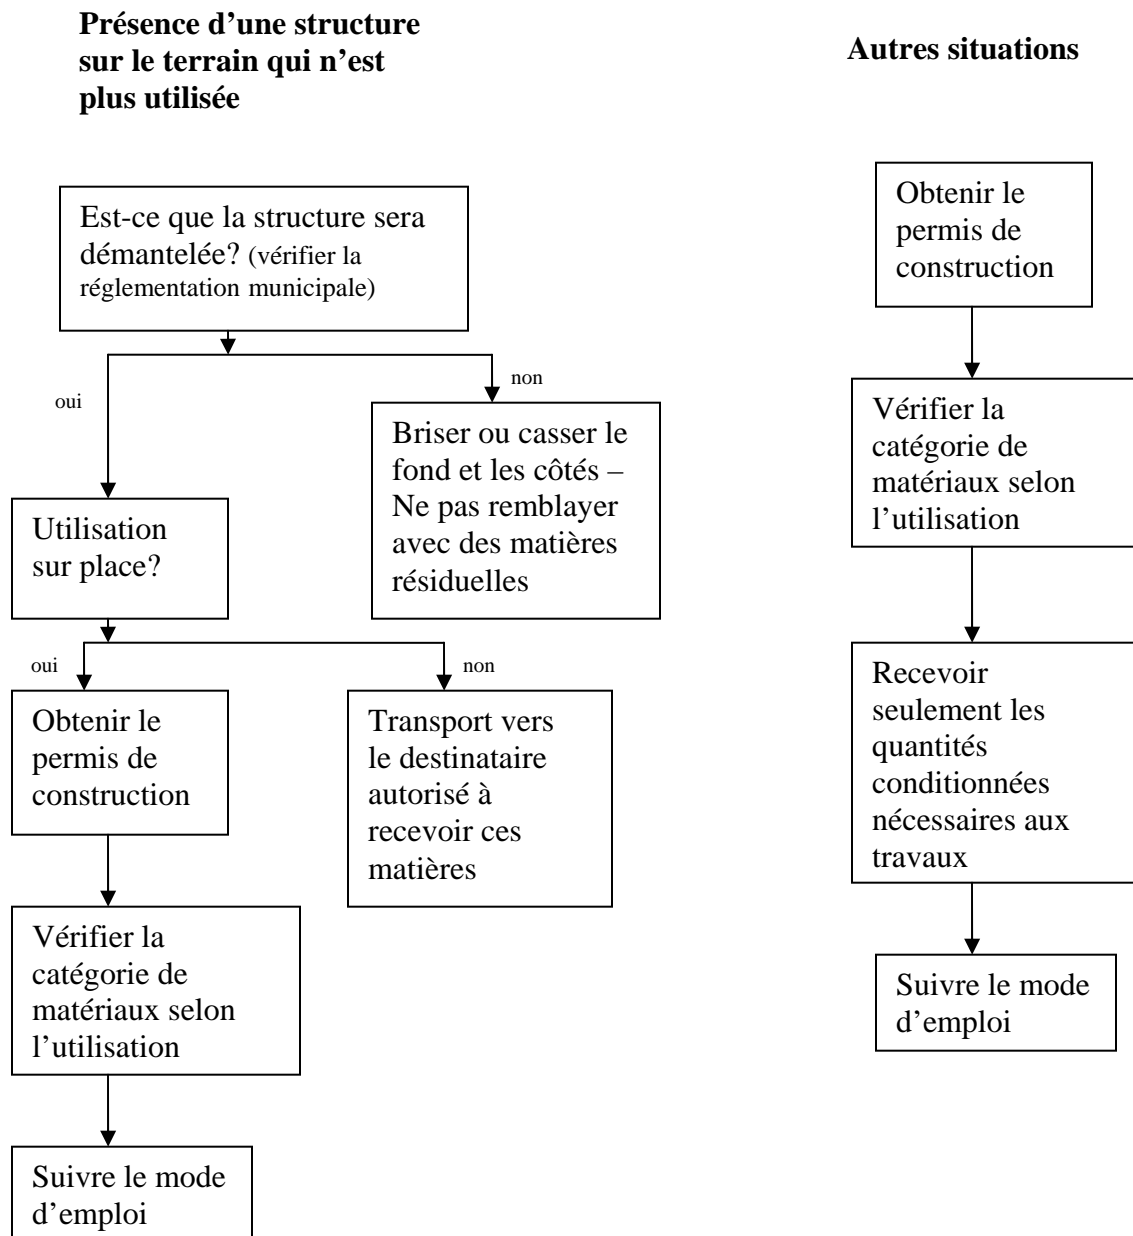 Présence d’une structure
sur le terrain qui n’est
plus utilisée
Est-ce que la structure sera
démantelée? (vérifier la
réglementation municipale)
oui
non
Briser ou casser le
fond et les côtés –
Ne pas remblayer
avec des matières
résiduelles
Utilisation
sur place?
oui
non
Obtenir le
permis de
construction
Transport vers
le destinataire
autorisé à
recevoir ces
matières
Vérifier la
catégorie de
matériaux selon
l’utilisation
Suivre le mode
d’emploi
Autres situations
Obtenir le
permis de
construction
Vérifier la
catégorie de
matériaux selon
l’utilisation
Recevoir
seulement les
quantités
conditionnées
nécessaires aux
travaux
Suivre le mode
d’emploi